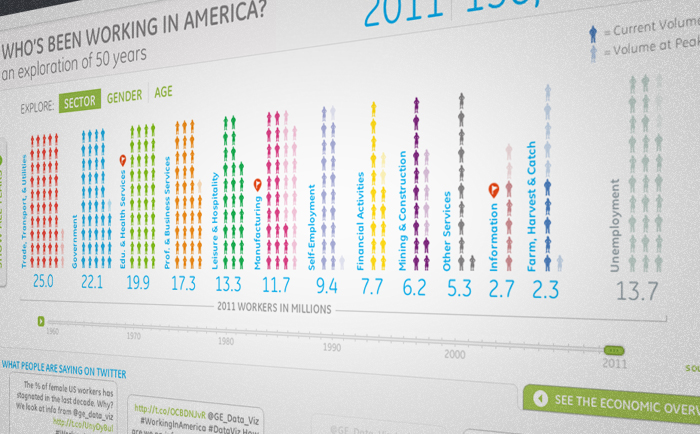 WHO'S BEEN WORKING IN AMERICA?
an exploration of 50 years
2011
= Current Volume
= Volume at Peak
EXPLORE: SECTOR GENDER AGE
Trade, Transport, & Utilities
Government
Edu. & Health Services
Prof. & Business Services
Leisure & Hospitality
Manufacturing
Self-Employment
Financial Activities
Mining & Construction
Other Services
Information
Farm, Harvest & Catch
Unemployment
25.0 22.1 19.9 17.3 13.3 11.7 9.4 7.7 6.2 5.3 2.7 2.3 13.7
2011 WORKERS IN MILLIONS
1960 1970 1980 1990 2000 2011
WHAT PEOPLE ARE SAYING ON TWITTER
The % of female US workers has
stagnated in the last decade. Why?
We look at info from @ge_data_viz
http://t.co/OCBDNJvR @GE_Data_Viz
#WorkingInAmerica #DataViz How
@GE_Data_Viz
SEE THE ECONOMIC OVERV